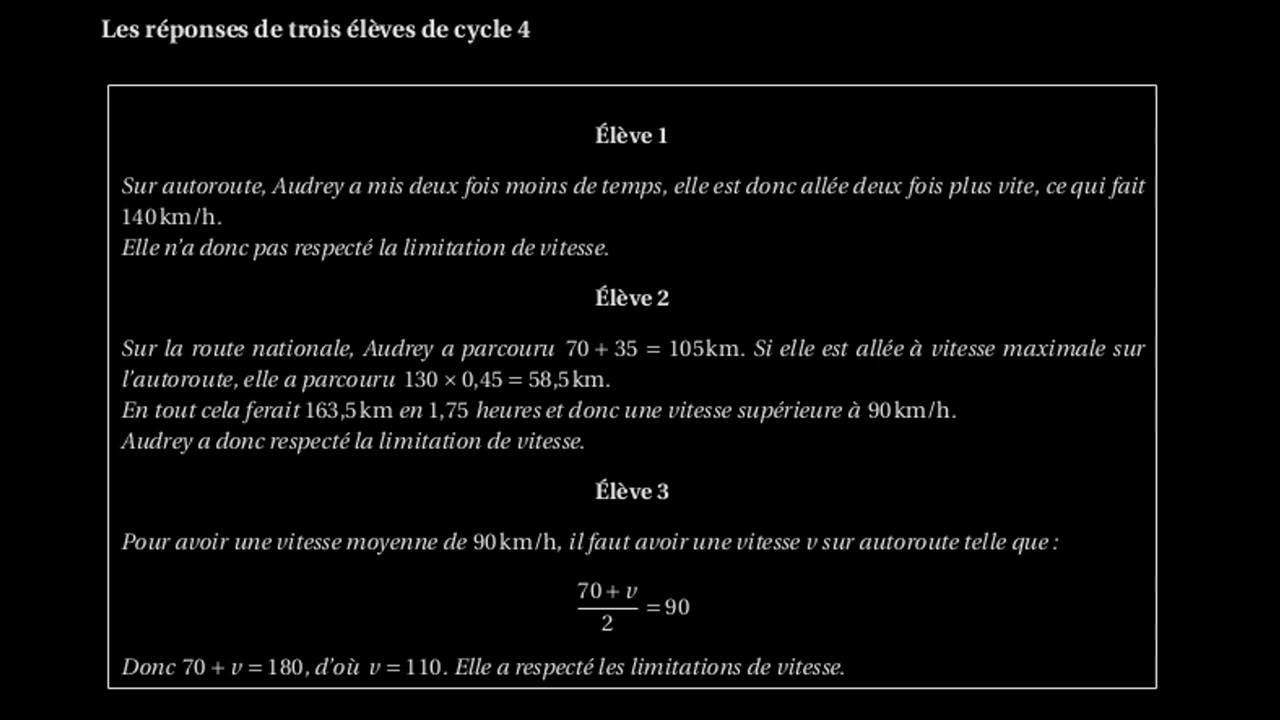 Les réponses de trois élèves de cycle 4
Élève 1
Sur autoroute, Audrey a mis deux fois moins de temps, elle est donc allée deux fois plus vite, ce qui fait
140 km/h.
Elle n'a donc pas respecté la limitation de vitesse.
Élève 2
Sur la route nationale, Audrey a parcouru 70 + 35 = 105 km. Si elle est allée à vitesse maximale sur
l'autoroute, elle a parcouru 130 × 0,45 = 58,5 km.
En tout cela ferait 163,5 km en 1,75 heures et donc une vitesse supérieure à 90 km/h.
Audrey a donc respecté la limitation de vitesse.
Élève 3
Pour avoir une vitesse moyenne de 90 km/h, il faut avoir une vitesse v sur autoroute telle que :
70 + v
= 90
2
Donc 70 + v = 180, d'où v = 110. Elle a respecté les limitations de vitesse.